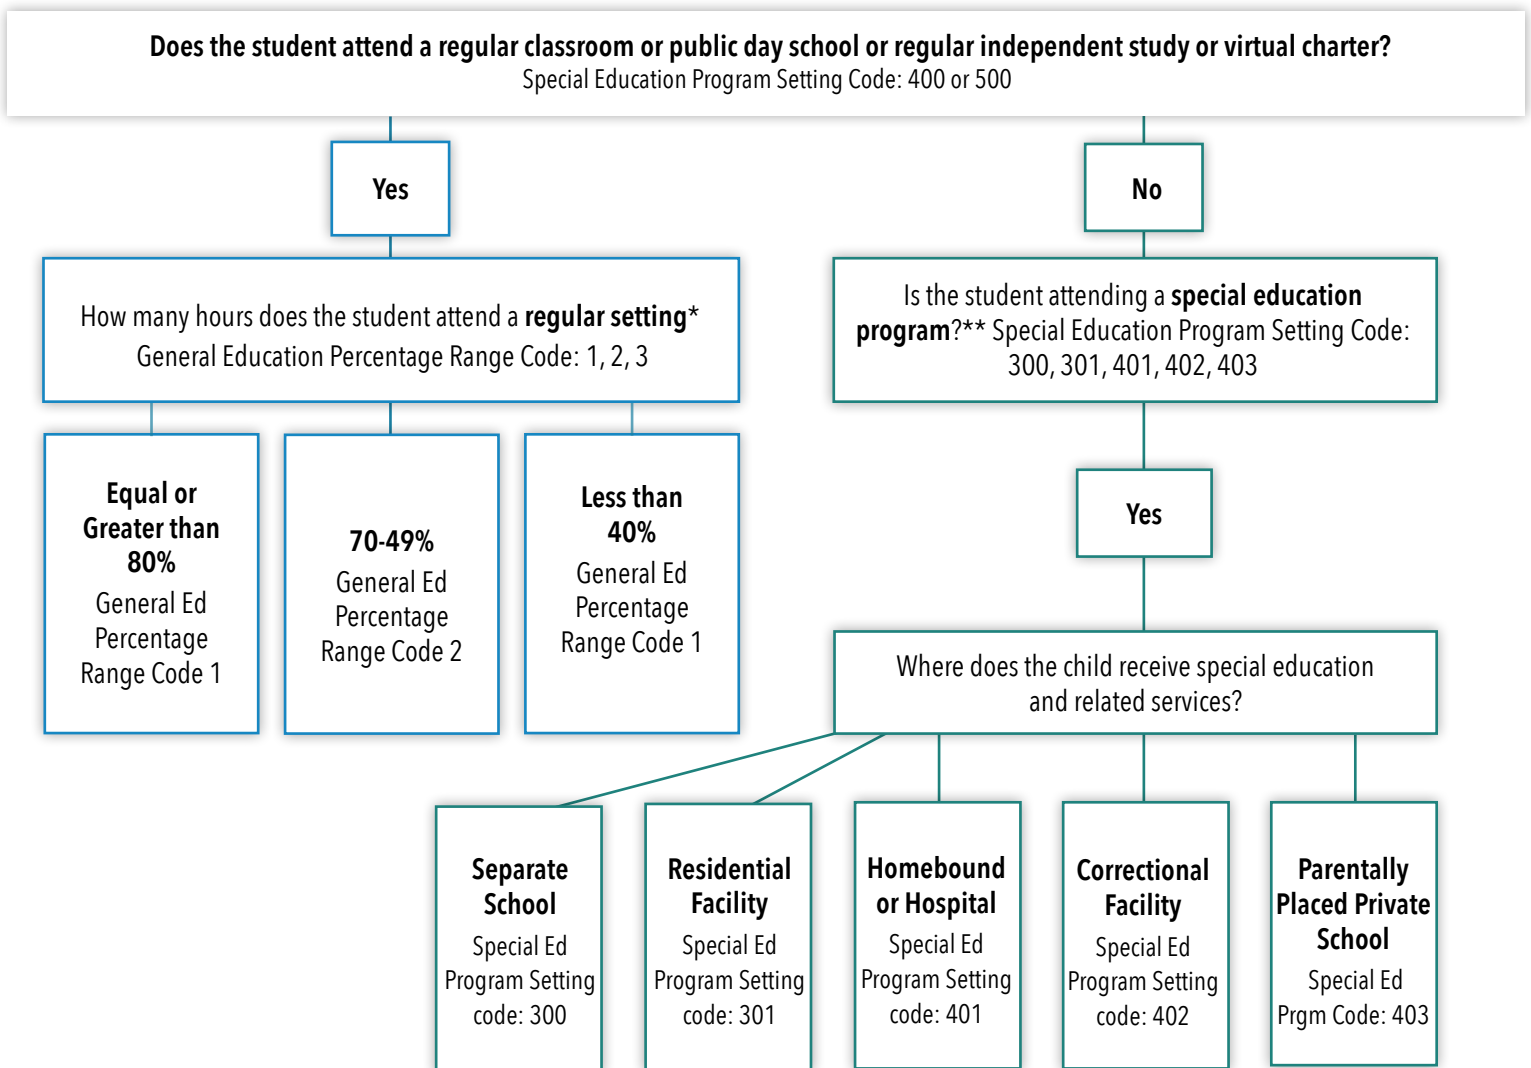 Does the student attend a regular classroom or public day school or regular independent study or virtual charter?
Special Education Program Setting Code: 400 or 500
Yes
No
How many hours does the student attend a regular setting*
General Education Percentage Range Code: 1, 2, 3
Is the student attending a special education
program?** Special Education Program Setting Code:
300, 301, 401, 402, 403
Equal or
Greater than
80%
General Ed
Percentage
Range Code 1
70-49%
General Ed
Percentage
Range Code 2
Less than
40%
General Ed
Percentage
Range Code 1
Yes
Where does the child receive special education
and related services?
Separate
School
Special Ed
Program Setting
code: 300
Residential
Facility
Special Ed
Program Setting
code: 301
Homebound
or Hospital
Special Ed
Program Setting
code: 401
Correctional
Facility
Special Ed
Program Setting
code: 402
Parentally
Placed Private
School
Special Ed
Prgm Code: 403